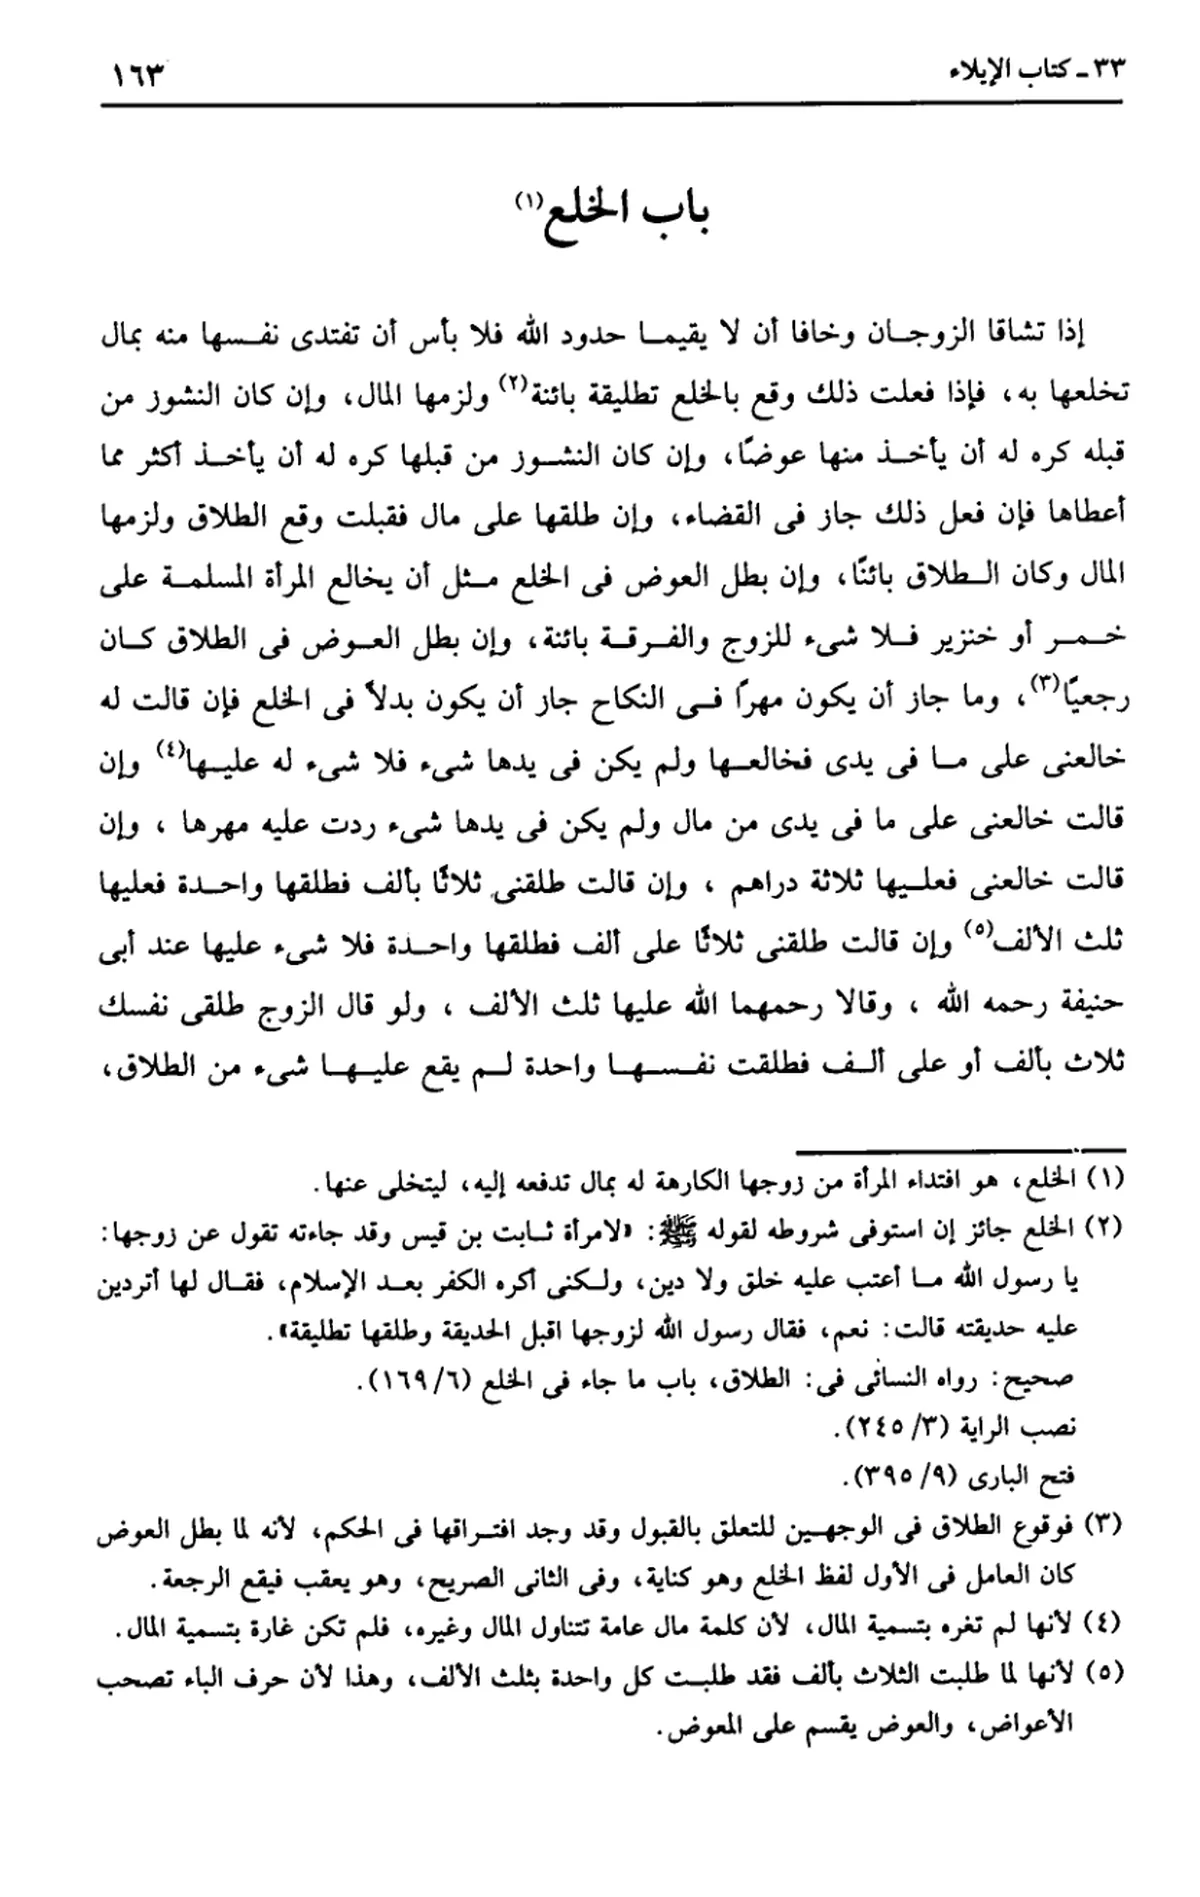 ٣٣ - كتاب الإيلاء ١٦٣
باب الخلع(١)
إذا تشاقا الزوجان وخافا أن لا يقيما حدود الله فلا بأس أن تفتدى نفسها منه بمال
تخلعها به ، فإذا فعلت ذلك وقع بالخلع تطليقة بائنة(٢) ولزمها المال، وإن كان النشوز من
قبله كره له أن يأخذ منها عوضًا، وإن كان النشوز من قبلها كره له أن يأخذ أكثر مما
أعطاها فإن فعل ذلك جاز فى القضاء، وإن طلقها على مال فقبلت وقع الطلاق ولزمها
المال وكان الطلاق بائنًا، وإن بطل العوض فى الخلع مثل أن يخالع المرأة المسلمة على
خمر أو خنزير فلا شىء للزوج والفرقة بائنة، وإن بطل العوض فى الطلاق كان
رجعيًا(٣) ، وما جاز أن يكون مهرًا فى النكاح جاز أن يكون بدلاً فى الخلع فإن قالت له
خالعنى على ما فى يدى فخالعها ولم يكن فى يدها شىء فلا شىء له عليها(٤) وإن
قالت خالعنى على ما فى يدى من مال ولم يكن فى يدها شىء ردت عليه مهرها ، وإن
قالت خالعنى فعليها ثلاثة دراهم ، وإن قالت طلقنى ثلاثًا بألف فطلقها واحدة فعليها
ثلث الألف(٥) وإن قالت طلقنى ثلاثًا على ألف فطلقها واحدة فلا شىء عليها عند أبى
حنيفة رحمه الله ، وقالا رحمهما الله عليها ثلث الألف ، ولو قال الزوج طلقى نفسك
ثلاث بألف أو على ألف فطلقت نفسها واحدة لم يقع عليها شىء من الطلاق،
(١) الخلع، هو افتداء المرأة من زوجها الكارهة له بمال تدفعه إليه، ليتخلى عنها.
(٢) الخلع جائز إن استوفى شروطه لقوله ﷺ: «لامرأة ثابت بن قيس وقد جاءته تقول عن زوجها:
يا رسول الله ما أعتب عليه خلق ولا دين، ولكنى أكره الكفر بعد الإسلام، فقال لها أتردين
عليه حديقته قالت: نعم، فقال رسول الله لزوجها اقبل الحديقة وطلقها تطليقة».
صحيح: رواه النسائى فى: الطلاق، باب ما جاء فى الخلع (٦/ ١٦٩).
نصب الراية (٣/ ٢٤٥).
فتح البارى (٩/ ٣٩٥).
(٣) فوقوع الطلاق فى الوجهين للتعلق بالقبول وقد وجد افتراقها فى الحكم، لأنه لما بطل العوض
كان العامل فى الأول لفظ الخلع وهو كناية، وفى الثانى الصريح، وهو يعقب فيقع الرجعة.
(٤) لأنها لم تغره بتسمية المال، لأن كلمة مال عامة تتناول المال وغيره، فلم تكن غارة بتسمية المال.
(٥) لأنها لما طلبت الثلاث بألف فقد طلبت كل واحدة بثلث الألف، وهذا لأن حرف الباء تصحب
الأعواض، والعوض يقسم على المعوض.